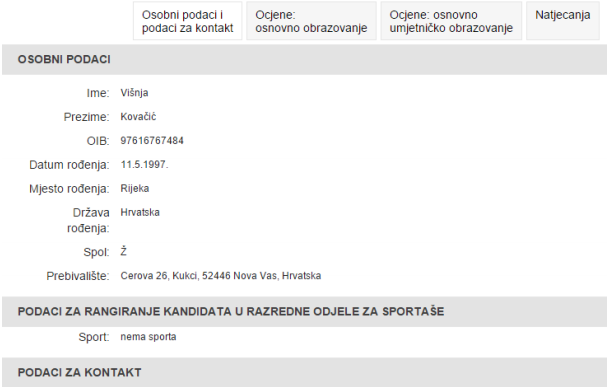 Osobni podaci i
podaci za kontakt
Ocjene:
osnovno obrazovanje
Ocjene: osnovno
umjetničko obrazovanje
Natjecanja
OSOBNI PODACI
Ime: Višnja
Prezime: Kovačić
OIB: 97616767484
Datum rođenja: 11.5.1997.
Mjesto rođenja: Rijeka
Država Hrvatska
rođenja:
Spol: Ž
Prebivalište: Cerova 26, Kukci, 52446 Nova Vas, Hrvatska
PODACI ZA RANGIRANJE KANDIDATA U RAZREDNE ODJELE ZA SPORTAŠE
Sport: nema sporta
PODACI ZA KONTAKT